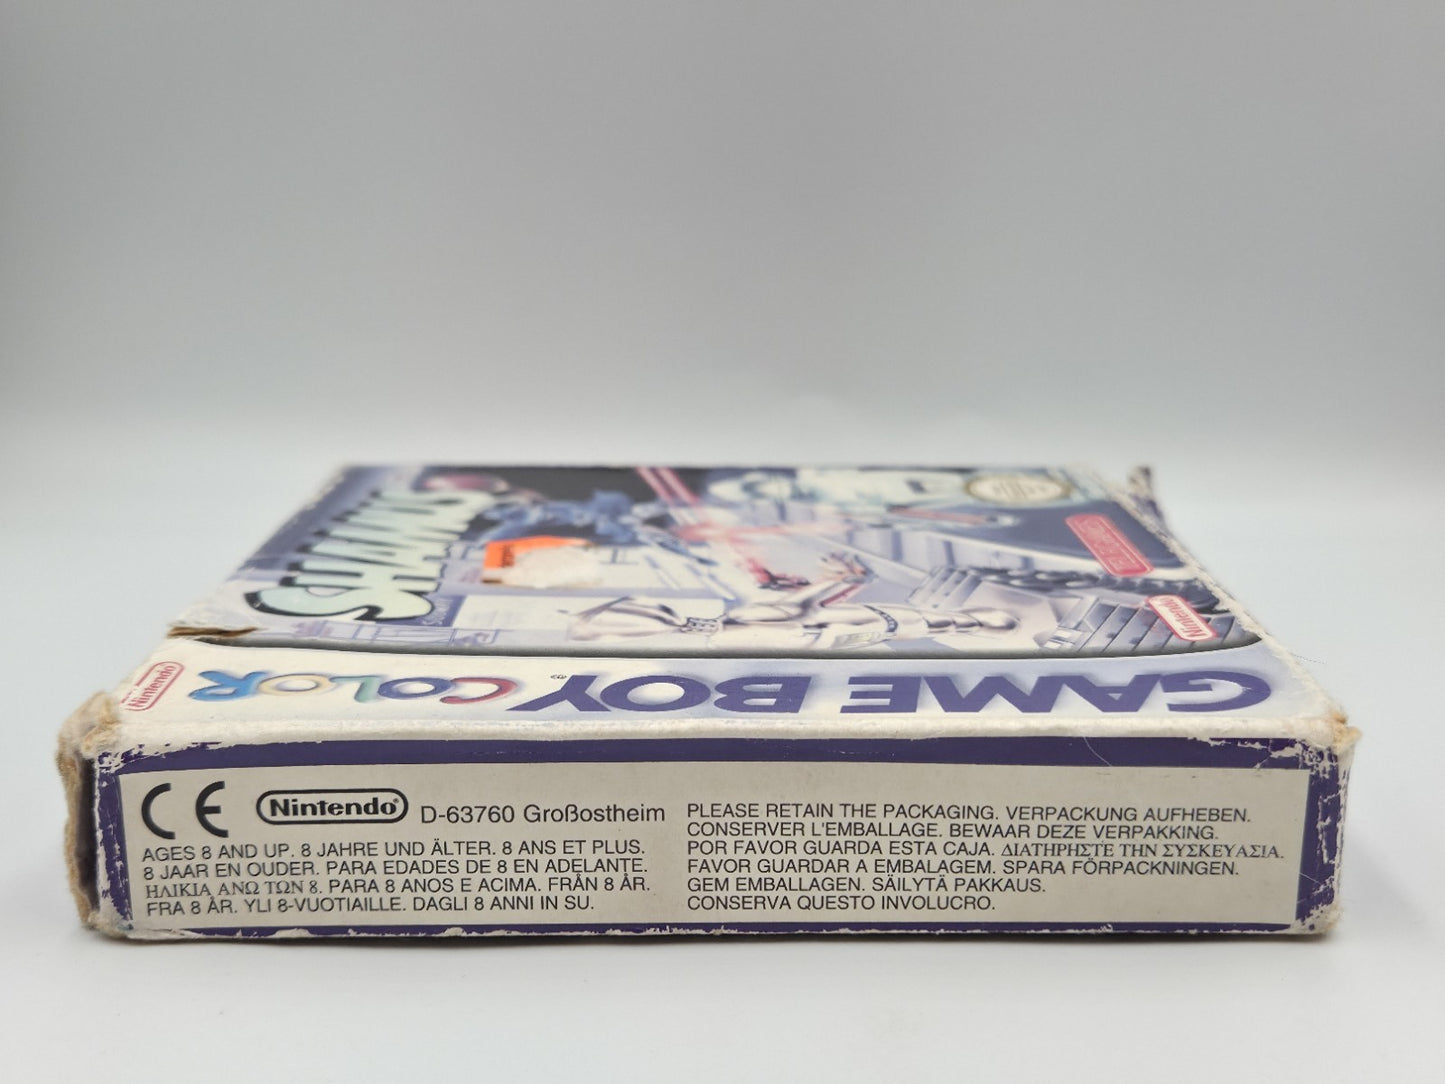 SHAMUS
Nintendo
GAME BOY COLOR
Nintendo
CE
Nintendo® D-63760 Großostheim
AGES 8 AND UP. 8 JAHRE UND ÄLTER. 8 ANS ET PLUS.
8 JAAR EN OUDER. PARA EDADES DE 8 EN ADELANTE.
ΗΛΙΚΙΑ ΑΝΩ ΤΩΝ 8. PARA 8 ANOS E ACIMA. FRÅN 8 ÅR.
FRA 8 ÅR. YLI 8-VUOTIAILLE. DAGLI 8 ANNI IN SU.
PLEASE RETAIN THE PACKAGING. VERPACKUNG AUFHEBEN.
CONSERVER L'EMBALLAGE. BEWAAR DEZE VERPAKKING.
POR FAVOR GUARDA ESTA CAJA. ΔΙΑΤΗΡΗΣΤΕ ΤΗΝ ΣΥΣΚΕΥΑΣΙΑ.
FAVOR GUARDAR A EMBALAGEM. SPARA FÖRPACKNINGEN.
GEM EMBALLAGEN. SÄILYTÄ PAKKAUS.
CONSERVA QUESTO INVOLUCRO.